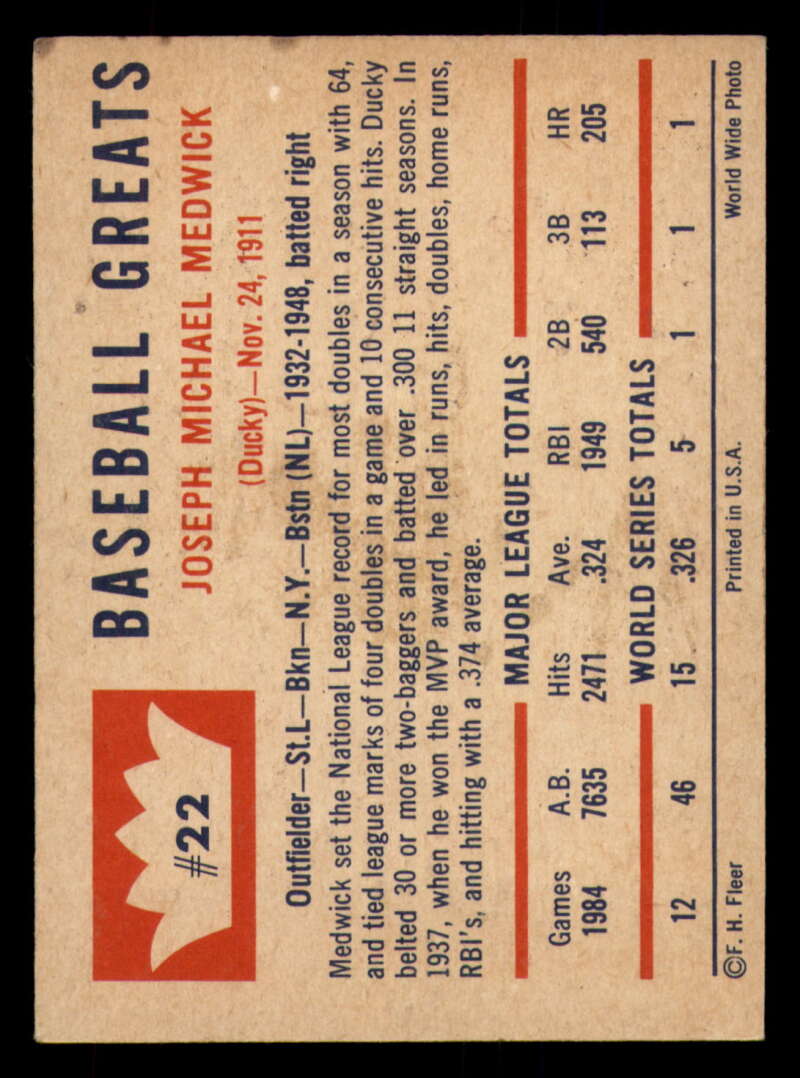 #22
BASEBALL GREATS
JOSEPH MICHAEL MEDWICK
(Ducky)—Nov. 24, 1911
Outfielder—St.L—Bkn—N.Y.—Bstn (NL)—1932-1948, batted right
Medwick set the National League record for most doubles in a season with 64,
and tied league marks of four doubles in a game and 10 consecutive hits. Ducky
belted 30 or more two-baggers and batted over .300 11 straight seasons. In
1937, when he won the MVP award, he led in runs, hits, doubles, home runs,
RBI's, and hitting with a .374 average.
MAJOR LEAGUE TOTALS
Games A.B. Hits Ave. RBI 2B 3B HR
1984 7635 2471 .324 1949 540 113 205
WORLD SERIES TOTALS
12 46 15 .326 5 1 1 1
©F. H. Fleer Printed in U.S.A. World Wide Photo